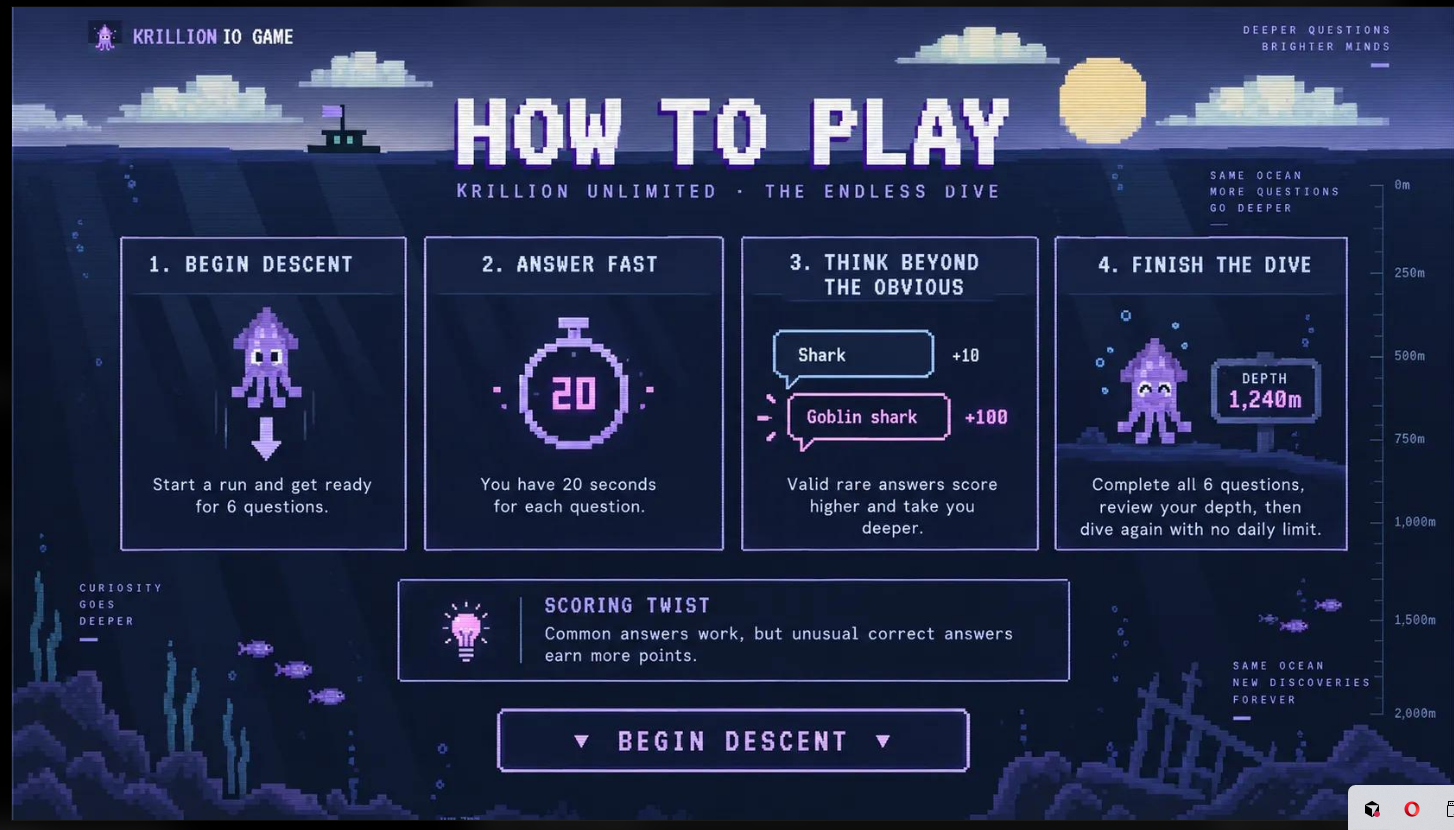 KRILLION IO GAME
DEEPER QUESTIONS
BRIGHTER MINDS
HOW TO PLAY
KRILLION UNLIMITED · THE ENDLESS DIVE
SAME OCEAN
MORE QUESTIONS
GO DEEPER
0m
250m
500m
750m
1,000m
1,500m
2,000m
1. BEGIN DESCENT
Start a run and get ready
for 6 questions.
2. ANSWER FAST
20
You have 20 seconds
for each question.
3. THINK BEYOND
THE OBVIOUS
Shark +10
Goblin shark +100
Valid rare answers score
higher and take you
deeper.
4. FINISH THE DIVE
DEPTH
1,240m
Complete all 6 questions,
review your depth, then
dive again with no daily limit.
CURIOSITY
GOES
DEEPER
SCORING TWIST
Common answers work, but unusual correct answers
earn more points.
SAME OCEAN
NEW DISCOVERIES
FOREVER
▼ BEGIN DESCENT ▼